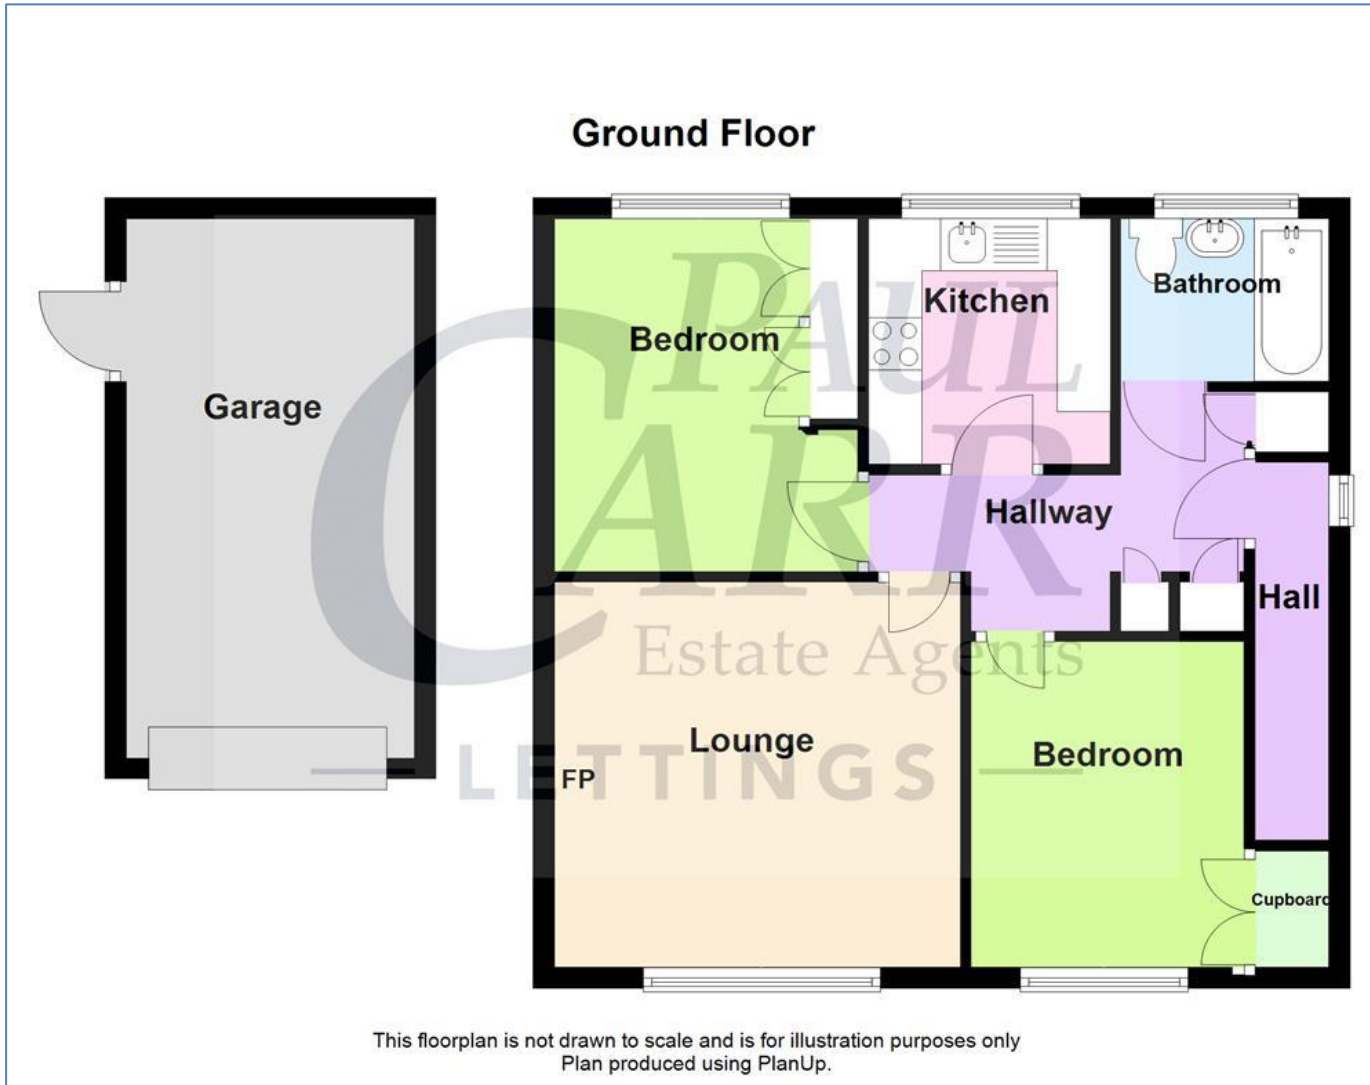 Ground Floor
Garage
Bedroom
Kitchen
Bathroom
Hallway
Hall
Lounge
FP
Bedroom
Cupboard
PAUL
CARR
Estate Agents
LETTINGS
This floorplan is not drawn to scale and is for illustration purposes only
Plan produced using PlanUp.